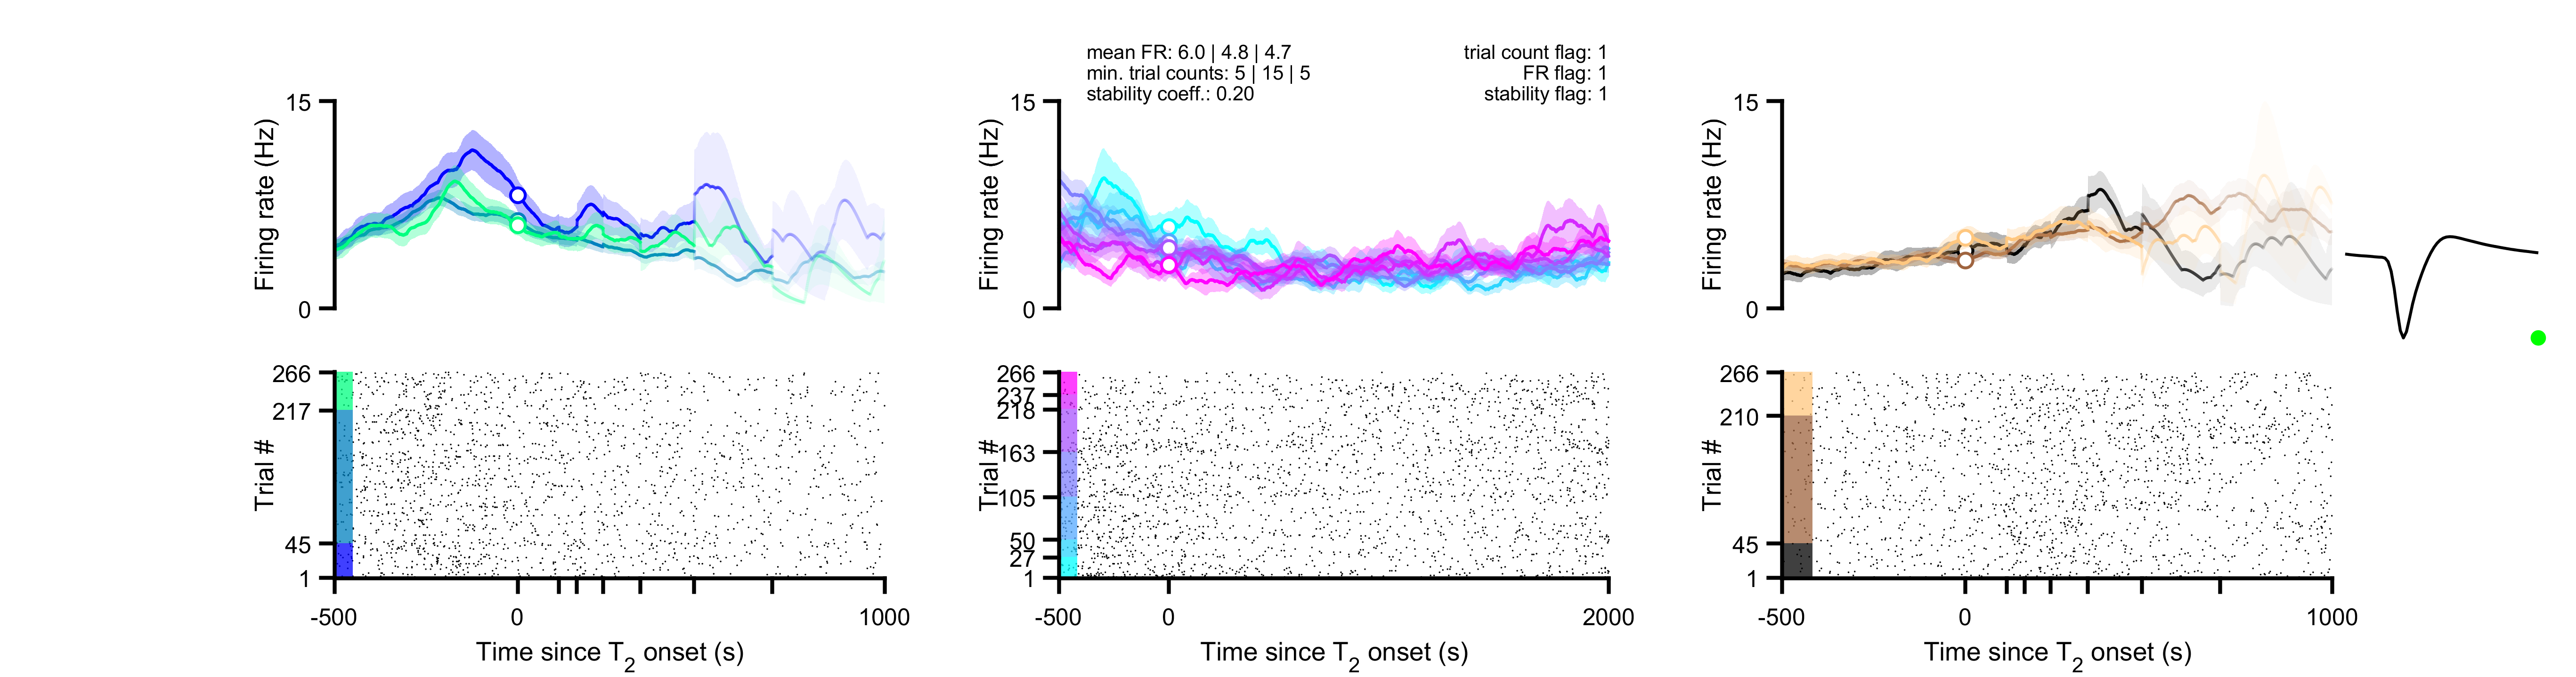 mean FR: 6.0 | 4.8 | 4.7
min. trial counts: 5 | 15 | 5
stability coeff.: 0.20
trial count flag: 1
FR flag: 1
stability flag: 1
15
Firing rate (Hz)
0
266
217
Trial #
45
1
-500
0
1000
Time since T2 onset (s)
15
Firing rate (Hz)
0
266
237
218
163
Trial #
105
50
27
1
-500
0
2000
Time since T2 onset (s)
15
Firing rate (Hz)
0
266
210
Trial #
45
1
-500
0
1000
Time since T2 onset (s)